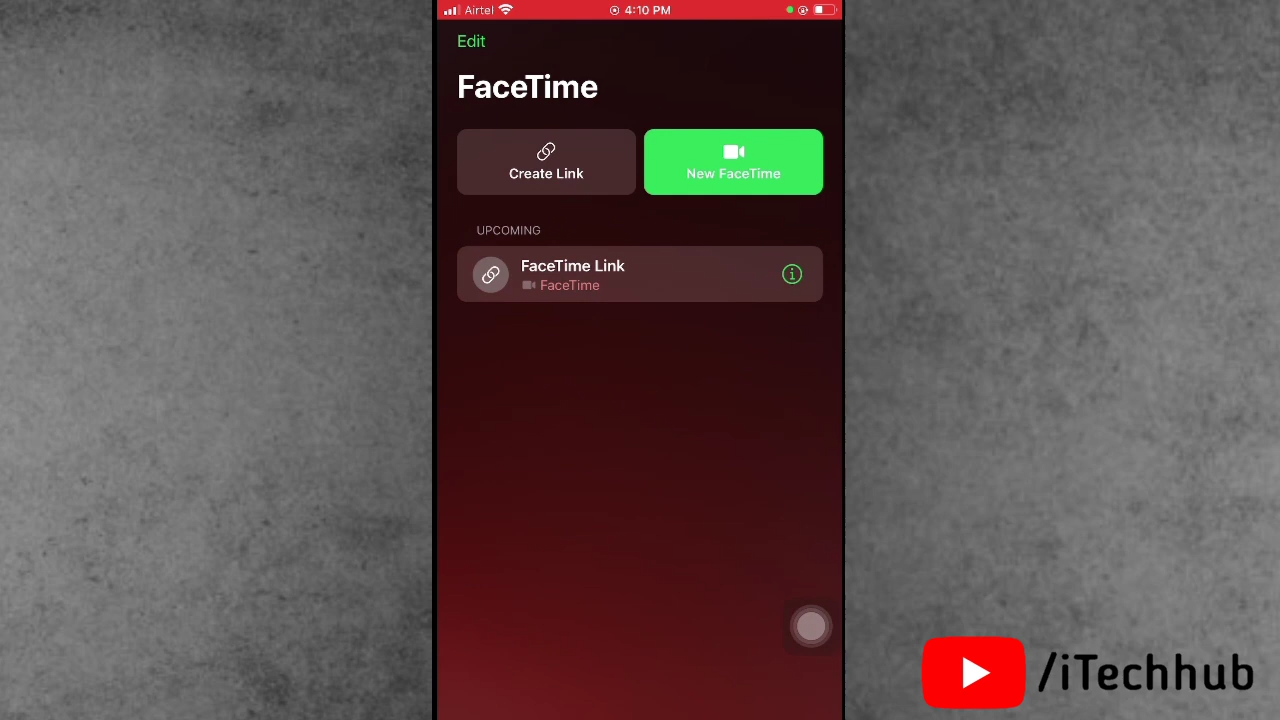 Airtel 4:10 PM
Edit
FaceTime
Create Link
New FaceTime
UPCOMING
FaceTime Link
FaceTime
/iTechhub